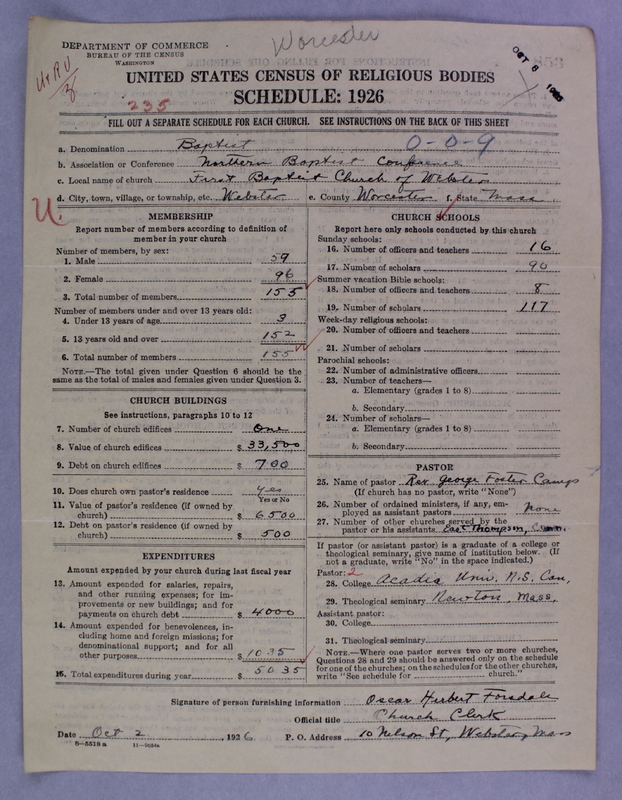 Worcester
DEPARTMENT OF COMMERCE
BUREAU OF THE CENSUS
WASHINGTON
OCT 8 1926
U+RU
3
UNITED STATES CENSUS OF RELIGIOUS BODIES
SCHEDULE: 1926
235
FILL OUT A SEPARATE SCHEDULE FOR EACH CHURCH. SEE INSTRUCTIONS ON THE BACK OF THIS SHEET
a. Denomination Baptist 0-0-9
b. Association or Conference Northern Baptist Conference
c. Local name of church First Baptist Church of Webster
d. City, town, village, or township, etc. Webster e. County Worcester f. State Mass
U.
MEMBERSHIP
Report number of members according to definition of
member in your church
Number of members, by sex:
1. Male 59
2. Female 96
3. Total number of members 155
Number of members under and over 13 years old:
4. Under 13 years of age 3
5. 13 years old and over 152
6. Total number of members 155
NOTE.—The total given under Question 6 should be
same as the total of males and females given under Question 3.
CHURCH BUILDINGS
See instructions, paragraphs 10 to 12
7. Number of church edifices One
8. Value of church edifices $ 33,500
9. Debt on church edifices $ 700
10. Does church own pastor's residence yes
Yes or No
11. Value of pastor's residence (if owned by
church) $ 6500
12. Debt on pastor's residence (if owned by
church) $ 500
EXPENDITURES
Amount expended by your church during last fiscal year
13. Amount expended for salaries, repairs,
and other running expenses; for im-
provements or new buildings; and for
payments on church debt $ 4000
14. Amount expended for benevolences, in-
cluding home and foreign missions; for
denominational support; and for all
other purposes $ 1035
15. Total expenditures during year $ 5035
CHURCH SCHOOLS
Report here only schools conducted by this church
Sunday schools:
16. Number of officers and teachers 16
17. Number of scholars 90
Summer vacation Bible schools:
18. Number of officers and teachers 8
19. Number of scholars 117
Week-day religious schools:
20. Number of officers and teachers
21. Number of scholars
Parochial schools:
22. Number of administrative officers
23. Number of teachers—
a. Elementary (grades 1 to 8)
b. Secondary
24. Number of scholars—
a. Elementary (grades 1 to 8)
b. Secondary
PASTOR
25. Name of pastor Rev. George Foster Camp
(If church has no pastor, write "None")
26. Number of ordained ministers, if any, em-
ployed as assistant pastors None
27. Number of other churches served by the
pastor or his assistants East Thompson, Conn.
If pastor (or assistant pastor) is a graduate of a college or
theological seminary, give name of institution below. (If
not a graduate, write "No" in the space indicated.)
Pastor: 2
28. College Acadia Univ. N.S. Can,
29. Theological seminary Newton, Mass,
Assistant pastor:
30. College
31. Theological seminary
NOTE.—Where one pastor serves two or more churches,
Questions 28 and 29 should be answered only on the schedule
for one of the churches; on the schedules for the other churches,
write "See schedule for church."
Signature of person furnishing information Oscar Hubert Forsdale
Official title Church Clerk
Date Oct 2, 1926 P. O. Address 10 Nelson St, Webster, Mass
8-5518a 11-9684a